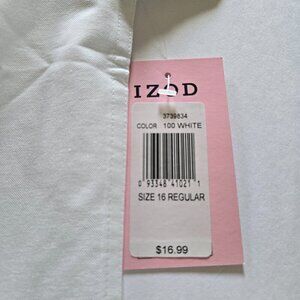 IZOD
3739834
COLOR 100 WHITE
0 93348 41021 1
SIZE 16 REGULAR
$16.99